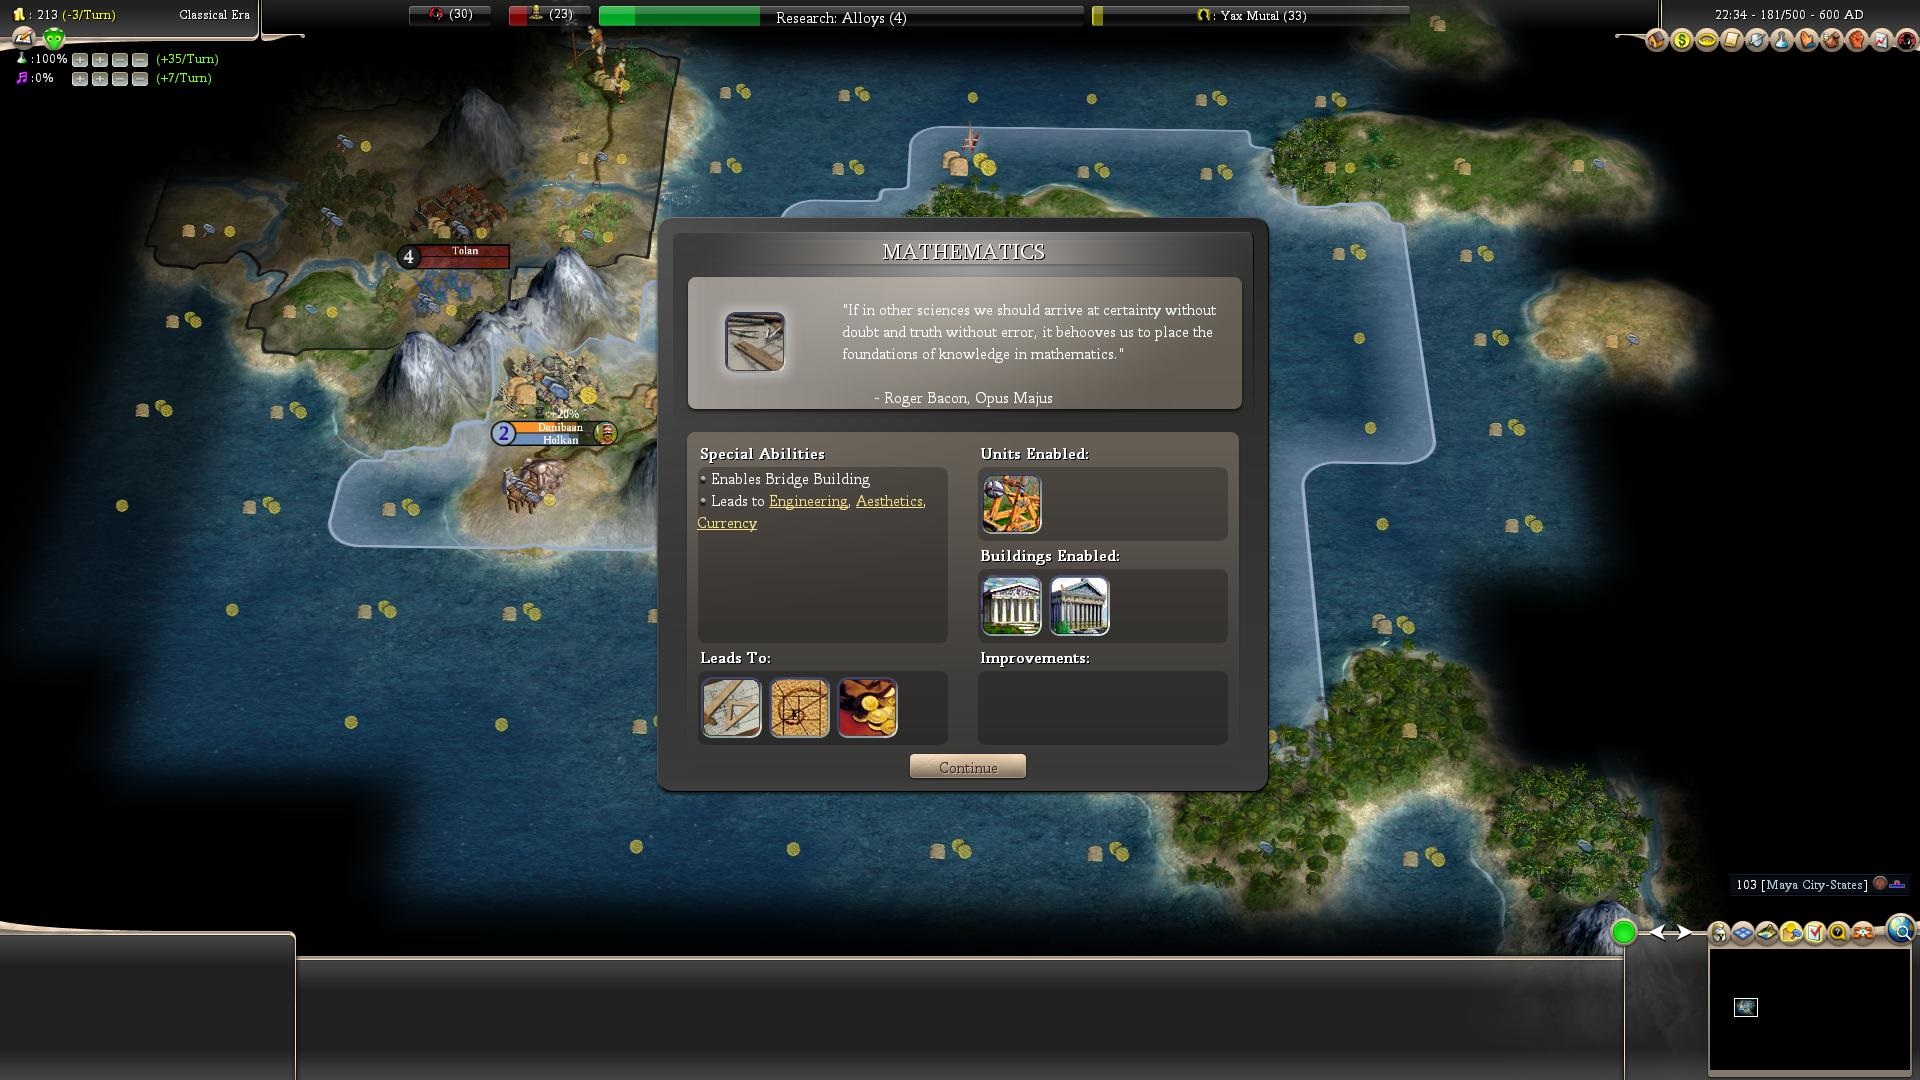 : 213 (-3/Turn)
Classical Era
(30)
(23)
Research: Alloys (4)
: Yax Mutal (33)
22:34 - 181/500 - 600 AD
:100%
(+35/Turn)
:0%
(+7/Turn)
4
Tolan
MATHEMATICS
"If in other sciences we should arrive at certainty without
doubt and truth without error, it behooves us to place the
foundations of knowledge in mathematics."
- Roger Bacon, Opus Majus
:+20%
2
Danibaan
Holkan
Special Abilities
• Enables Bridge Building
• Leads to Engineering, Aesthetics,
Currency
Units Enabled:
Buildings Enabled:
Leads To:
Improvements:
Continue
103 [Maya City-States]